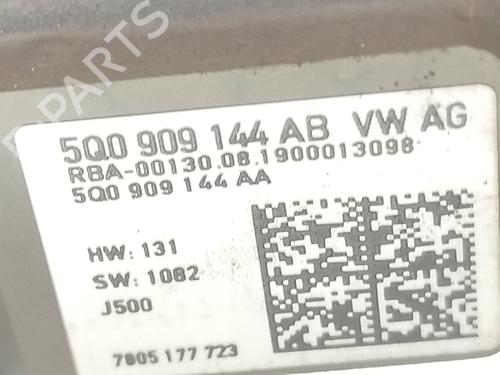 5Q0 909 144 AB VW AG
RBA-00130.08.1900013098
5Q0 909 144 AA
HW: 131
SW: 1082
J500
7805 177 723